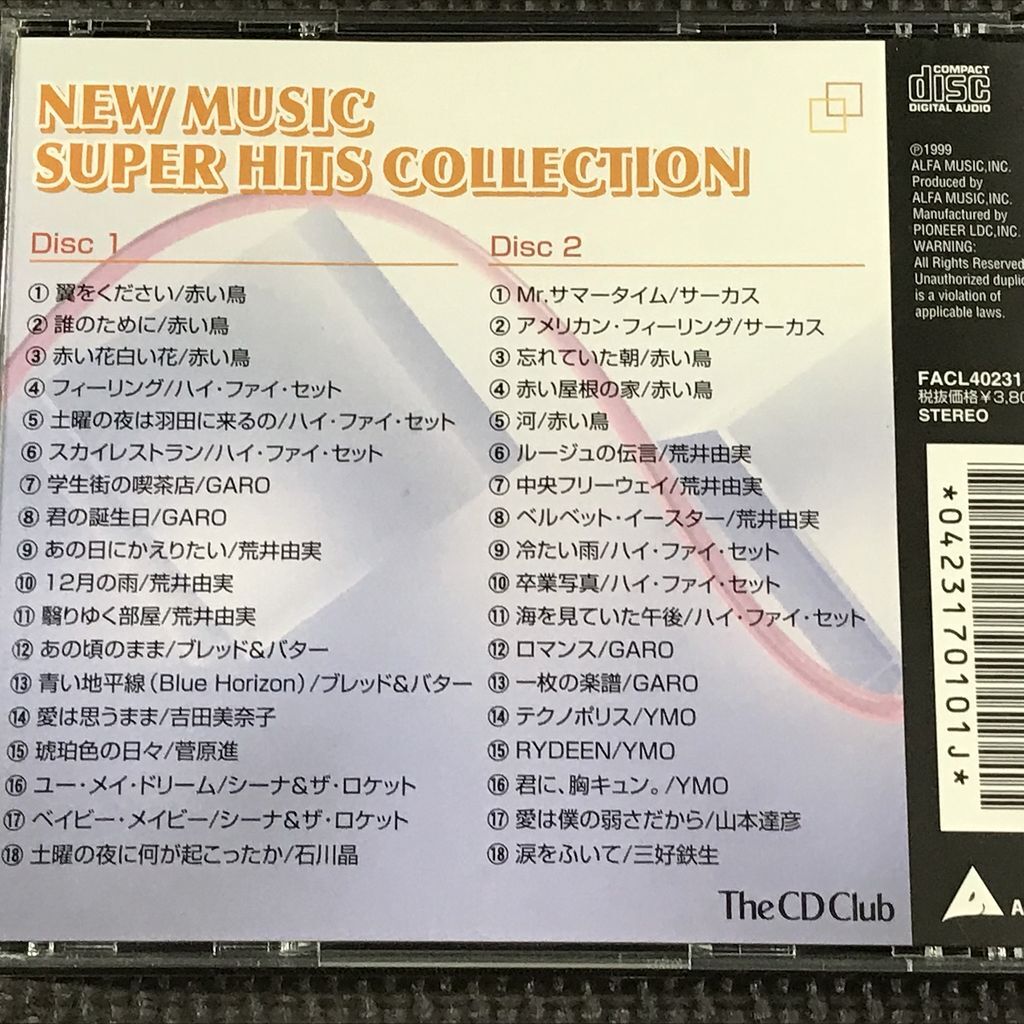 NEW MUSIC
SUPER HITS COLLECTION
Disc 1
① 翼をください/赤い鳥
② 誰のために/赤い鳥
③ 赤い花白い花/赤い鳥
④ フィーリング/ハイ・ファイ・セット
⑤ 土曜の夜は羽田に来るの/ハイ・ファイ・セット
⑥ スカイレストラン/ハイ・ファイ・セット
⑦ 学生街の喫茶店/GARO
⑧ 君の誕生日/GARO
⑨ あの日にかえりたい/荒井由実
⑩ 12月の雨/荒井由実
⑪ 翳りゆく部屋/荒井由実
⑫ あの頃のまま/ブレッド&バター
⑬ 青い地平線(Blue Horizon)/ブレッド&バター
⑭ 愛は思うまま/吉田美奈子
⑮ 琥珀色の日々/菅原進
⑯ ユー・メイ・ドリーム/シーナ&ザ・ロケット
⑰ ベイビー・メイビー/シーナ&ザ・ロケット
⑱ 土曜の夜に何が起こったか/石川晶
Disc 2
① Mr.サマータイム/サーカス
② アメリカン・フィーリング/サーカス
③ 忘れていた朝/赤い鳥
④ 赤い屋根の家/赤い鳥
⑤ 河/赤い鳥
⑥ ルージュの伝言/荒井由実
⑦ 中央フリーウェイ/荒井由実
⑧ ベルベット・イースター/荒井由実
⑨ 冷たい雨/ハイ・ファイ・セット
⑩ 卒業写真/ハイ・ファイ・セット
⑪ 海を見ていた午後/ハイ・ファイ・セット
⑫ ロマンス/GARO
⑬ 一枚の楽譜/GARO
⑭ テクノポリス/YMO
⑮ RYDEEN/YMO
⑯ 君に、胸キュン。/YMO
⑰ 愛は僕の弱さだから/山本達彦
⑱ 涙をふいて/三好鉄生
The CD Club
COMPACT
disc
DIGITAL AUDIO
Ⓟ1999
ALFA MUSIC,INC.
Produced by
ALFA MUSIC,INC.
Manufactured by
PIONEER LDC,INC.
WARNING:
All Rights Reserved
Unauthorized
is a violation of
applicable laws.
FACL40231
税抜価格¥3,80
STEREO
*0423170101J*
A